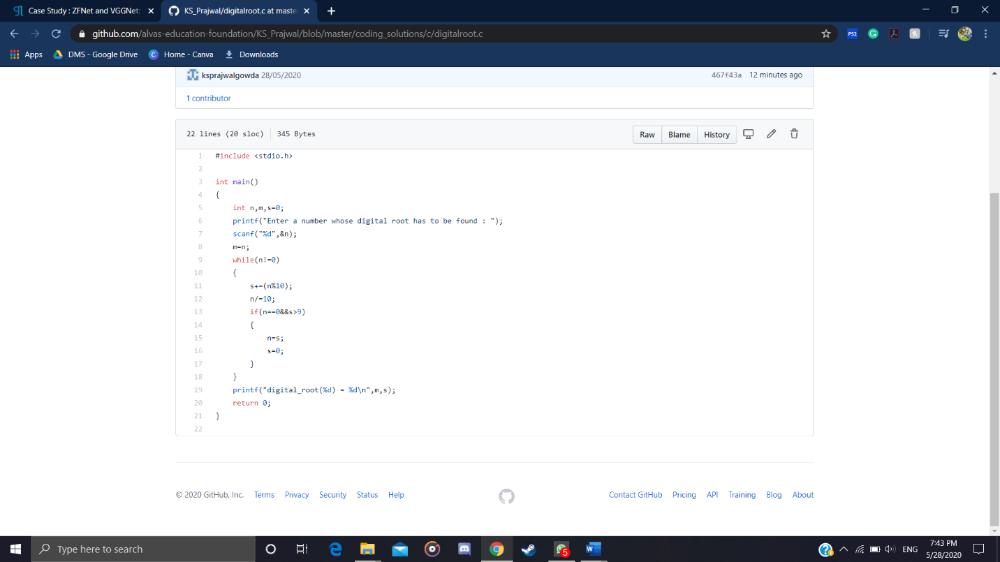 Case Study : ZFNet and VGGNet:
KS_Prajwal/digitalroot.c at maste
github.com/alvas-education-foundation/KS_Prajwal/blob/master/coding_solutions/c/digitalroot.c
PS2
Apps DMS - Google Drive Home - Canva Downloads
ksprajwalgowda 28/05/2020 467f43a 12 minutes ago
1 contributor
22 lines (20 sloc) 345 Bytes Raw Blame History
1 #include <stdio.h>
2
3 int main()
4 {
5 int n,m,s=0;
6 printf("Enter a number whose digital root has to be found : ");
7 scanf("%d",&n);
8 m=n;
9 while(n!=0)
10 {
11 s+=(n%10);
12 n/=10;
13 if(n==0&&s>9)
14 {
15 n=s;
16 s=0;
17 }
18 }
19 printf("digital_root(%d) = %d\n",m,s);
20 return 0;
21 }
22
© 2020 GitHub, Inc. Terms Privacy Security Status Help Contact GitHub Pricing API Training Blog About
Type here to search 5 ENG 7:43 PM
5/28/2020